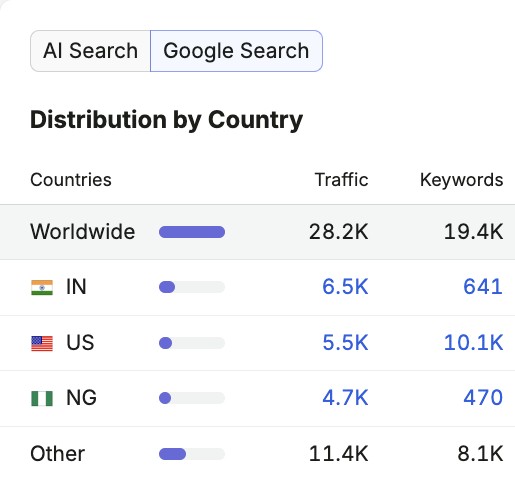 AI Search Google Search
Distribution by Country
Countries Traffic Keywords
Worldwide 28.2K 19.4K
IN 6.5K 641
US 5.5K 10.1K
NG 4.7K 470
Other 11.4K 8.1K